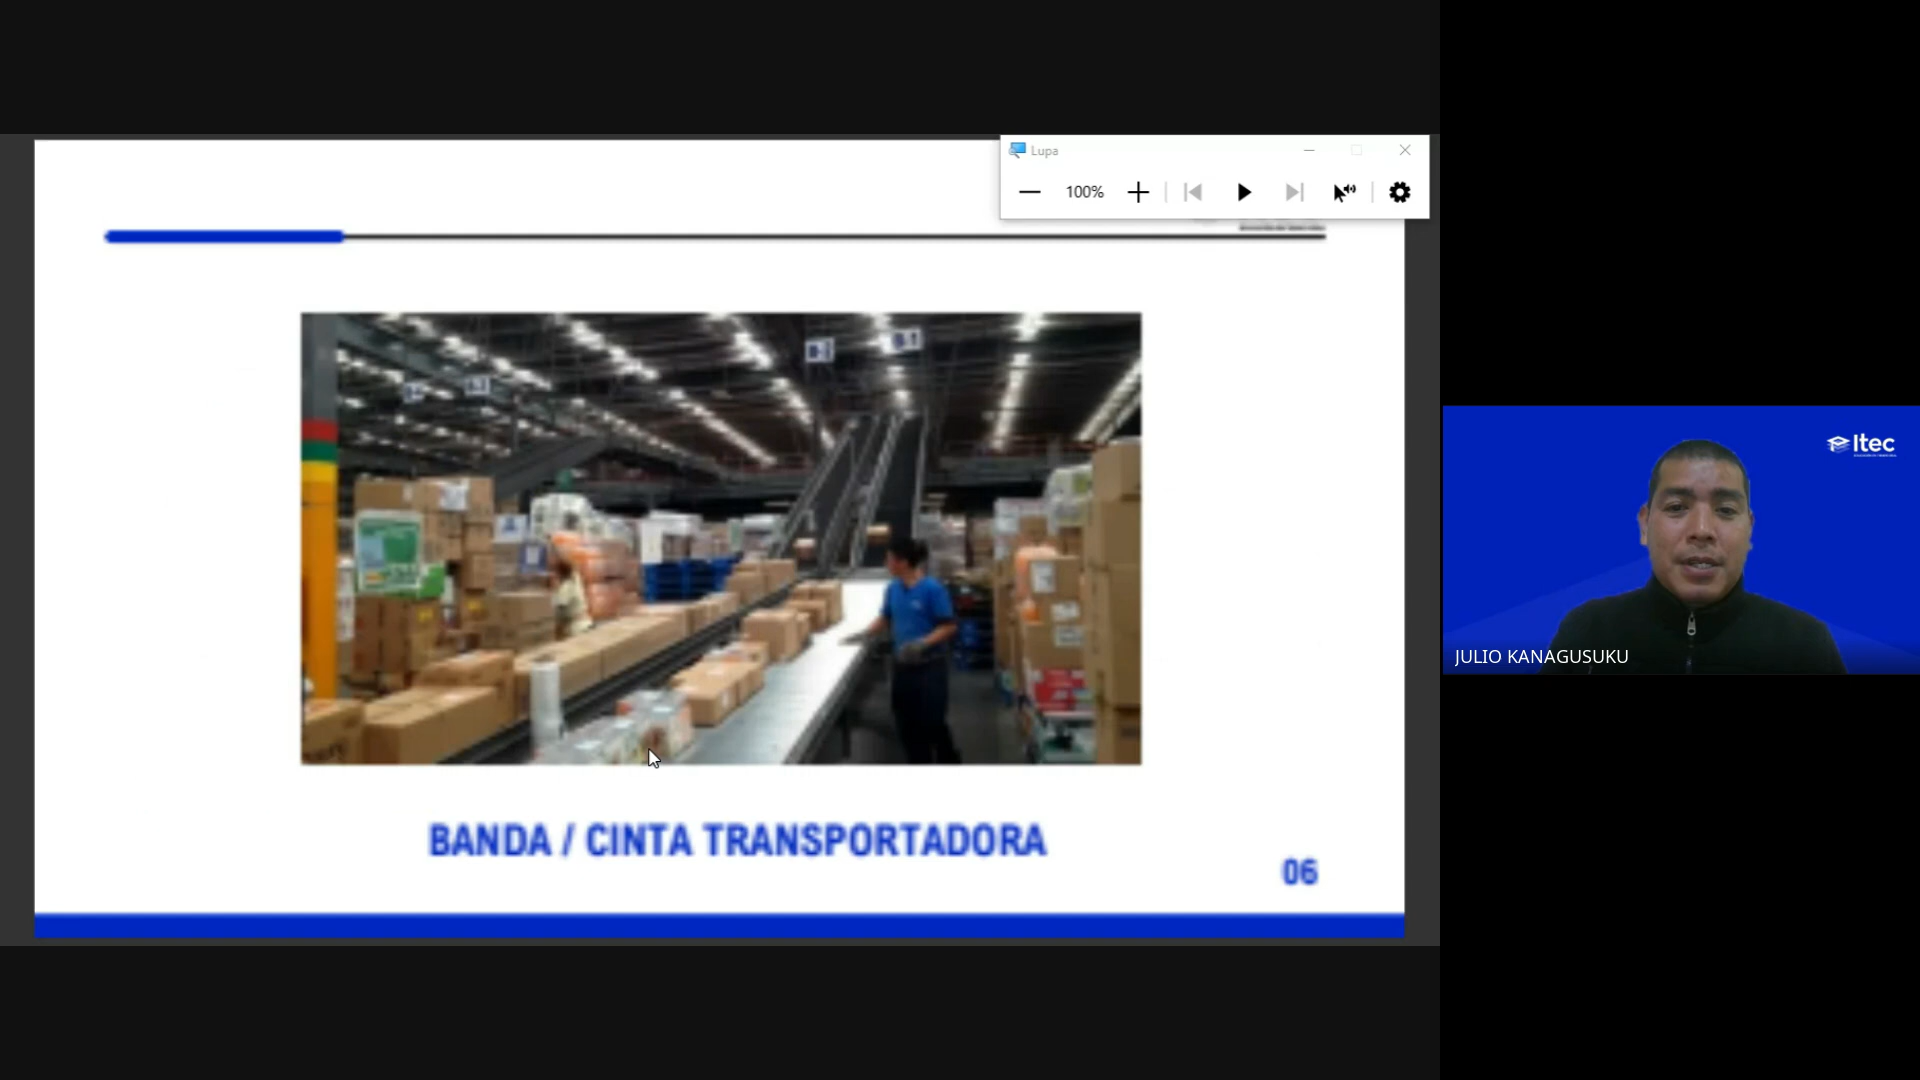 Lupa
100%
BANDA / CINTA TRANSPORTADORA
06
Itec
JULIO KANAGUSUKU